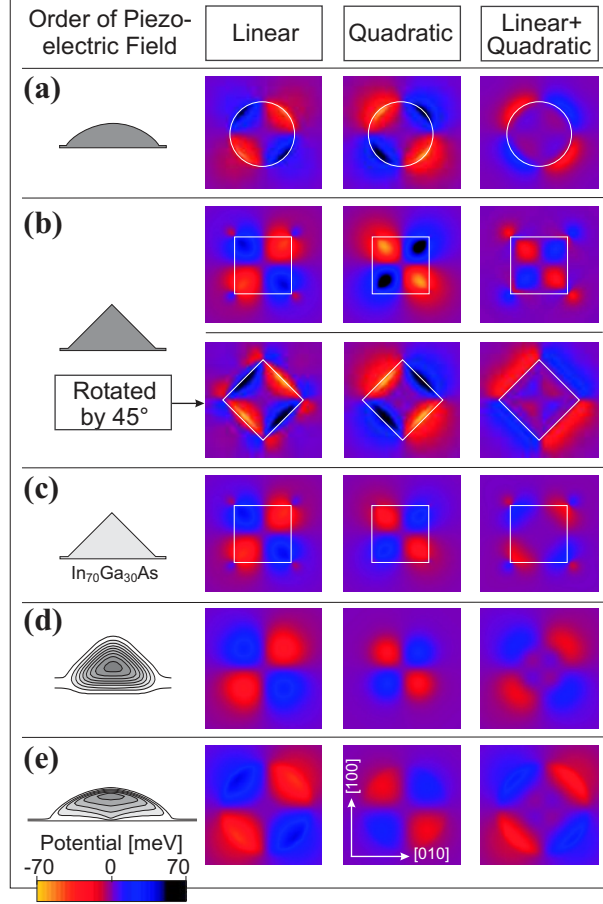 Order of Piezo-
electric Field
Linear
Quadratic
Linear+
Quadratic
(a)
(b)
Rotated
by 45°
(c)
In₇₀Ga₃₀As
(d)
(e)
[100]
[010]
Potential [meV]
-70 0 70